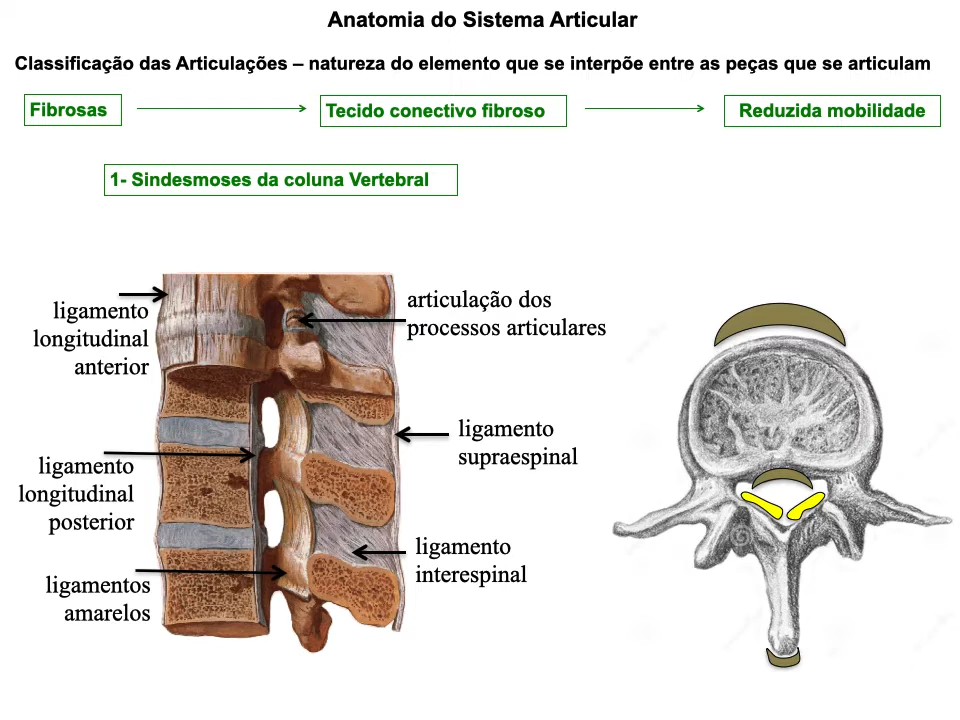 Anatomia do Sistema Articular
Classificação das Articulações – natureza do elemento que se interpõe entre as peças que se articulam
Fibrosas
Tecido conectivo fibroso
Reduzida mobilidade
1- Sindesmoses da coluna Vertebral
ligamento
longitudinal
anterior
articulação dos
processos articulares
ligamento
supraespinal
ligamento
longitudinal
posterior
ligamento
interespinal
ligamentos
amarelos